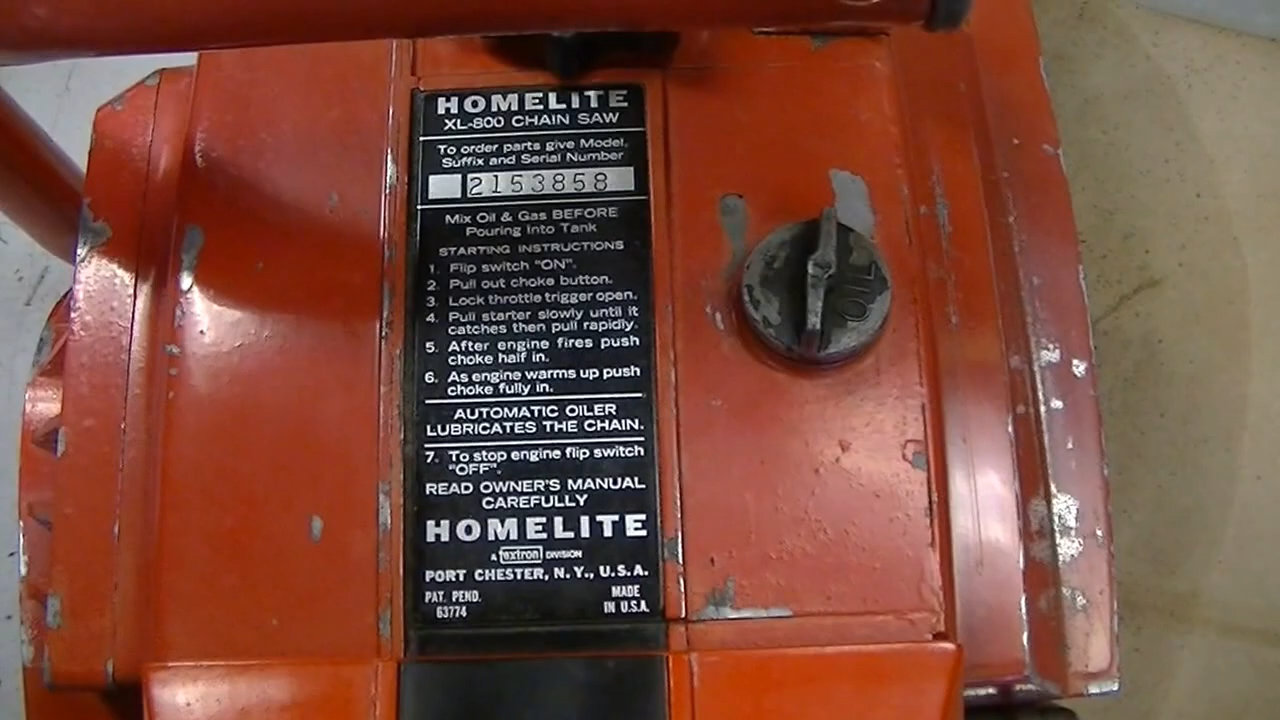 HOMELITE
XL-800 CHAIN SAW
To order parts give Model,
Suffix and Serial Number
2153858
Mix Oil & Gas BEFORE
Pouring Into Tank
STARTING INSTRUCTIONS
1. Flip switch "ON".
2. Pull out choke button.
3. Lock throttle trigger open.
4. Pull starter slowly until it
catches then pull rapidly.
5. After engine fires push
choke half in.
6. As engine warms up push
choke fully in.
AUTOMATIC OILER
LUBRICATES THE CHAIN.
7. To stop engine flip switch
"OFF".
READ OWNER'S MANUAL
CAREFULLY
HOMELITE
A textron DIVISION
PORT CHESTER, N.Y., U.S.A.
PAT. PEND. MADE
63774 IN U.S.A.
OIL